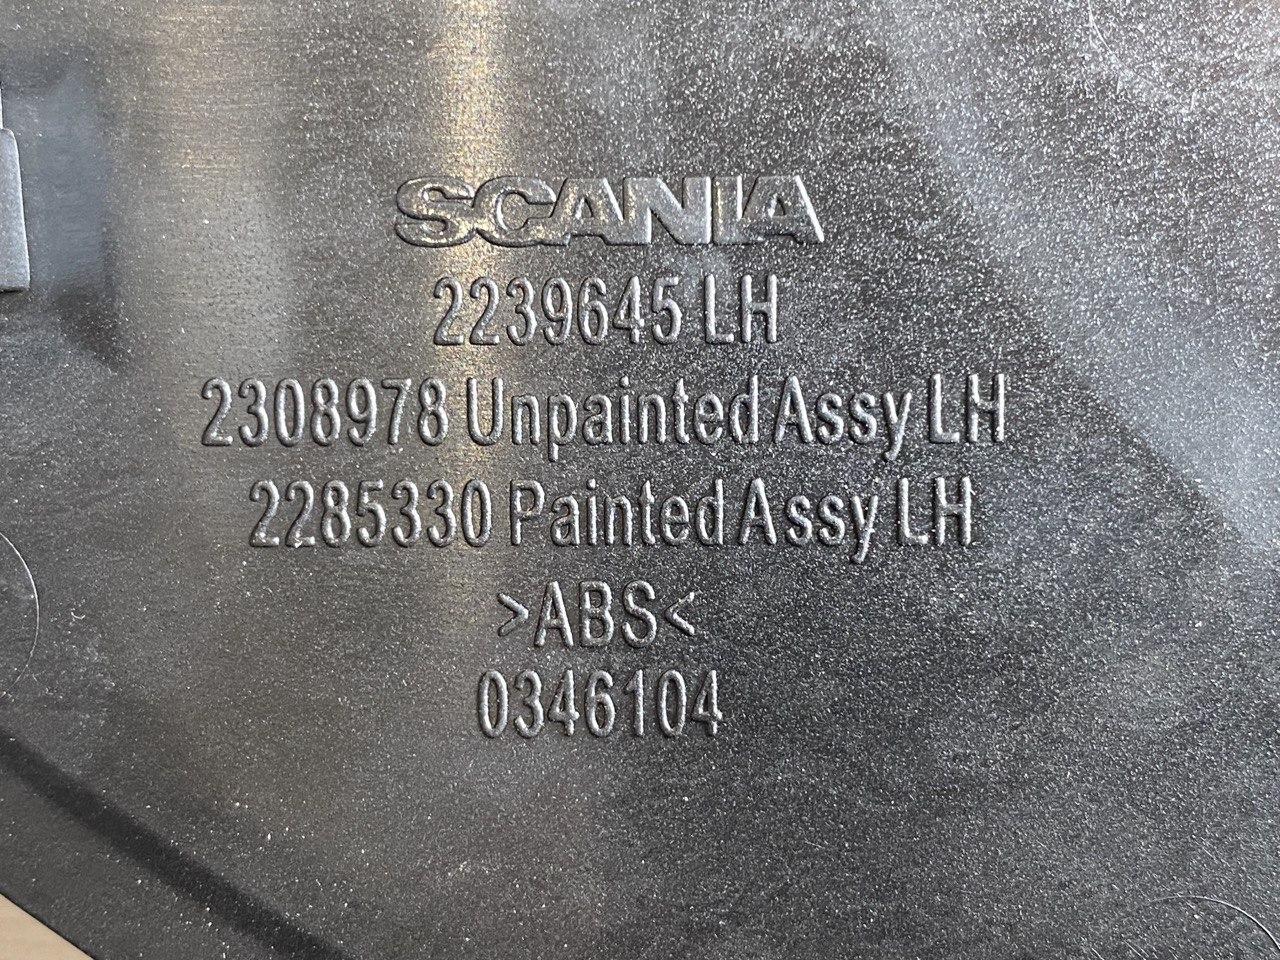 SCANIA
2239645 LH
2308978 Unpainted Assy LH
2285330 Painted Assy LH
>ABS<
0346104